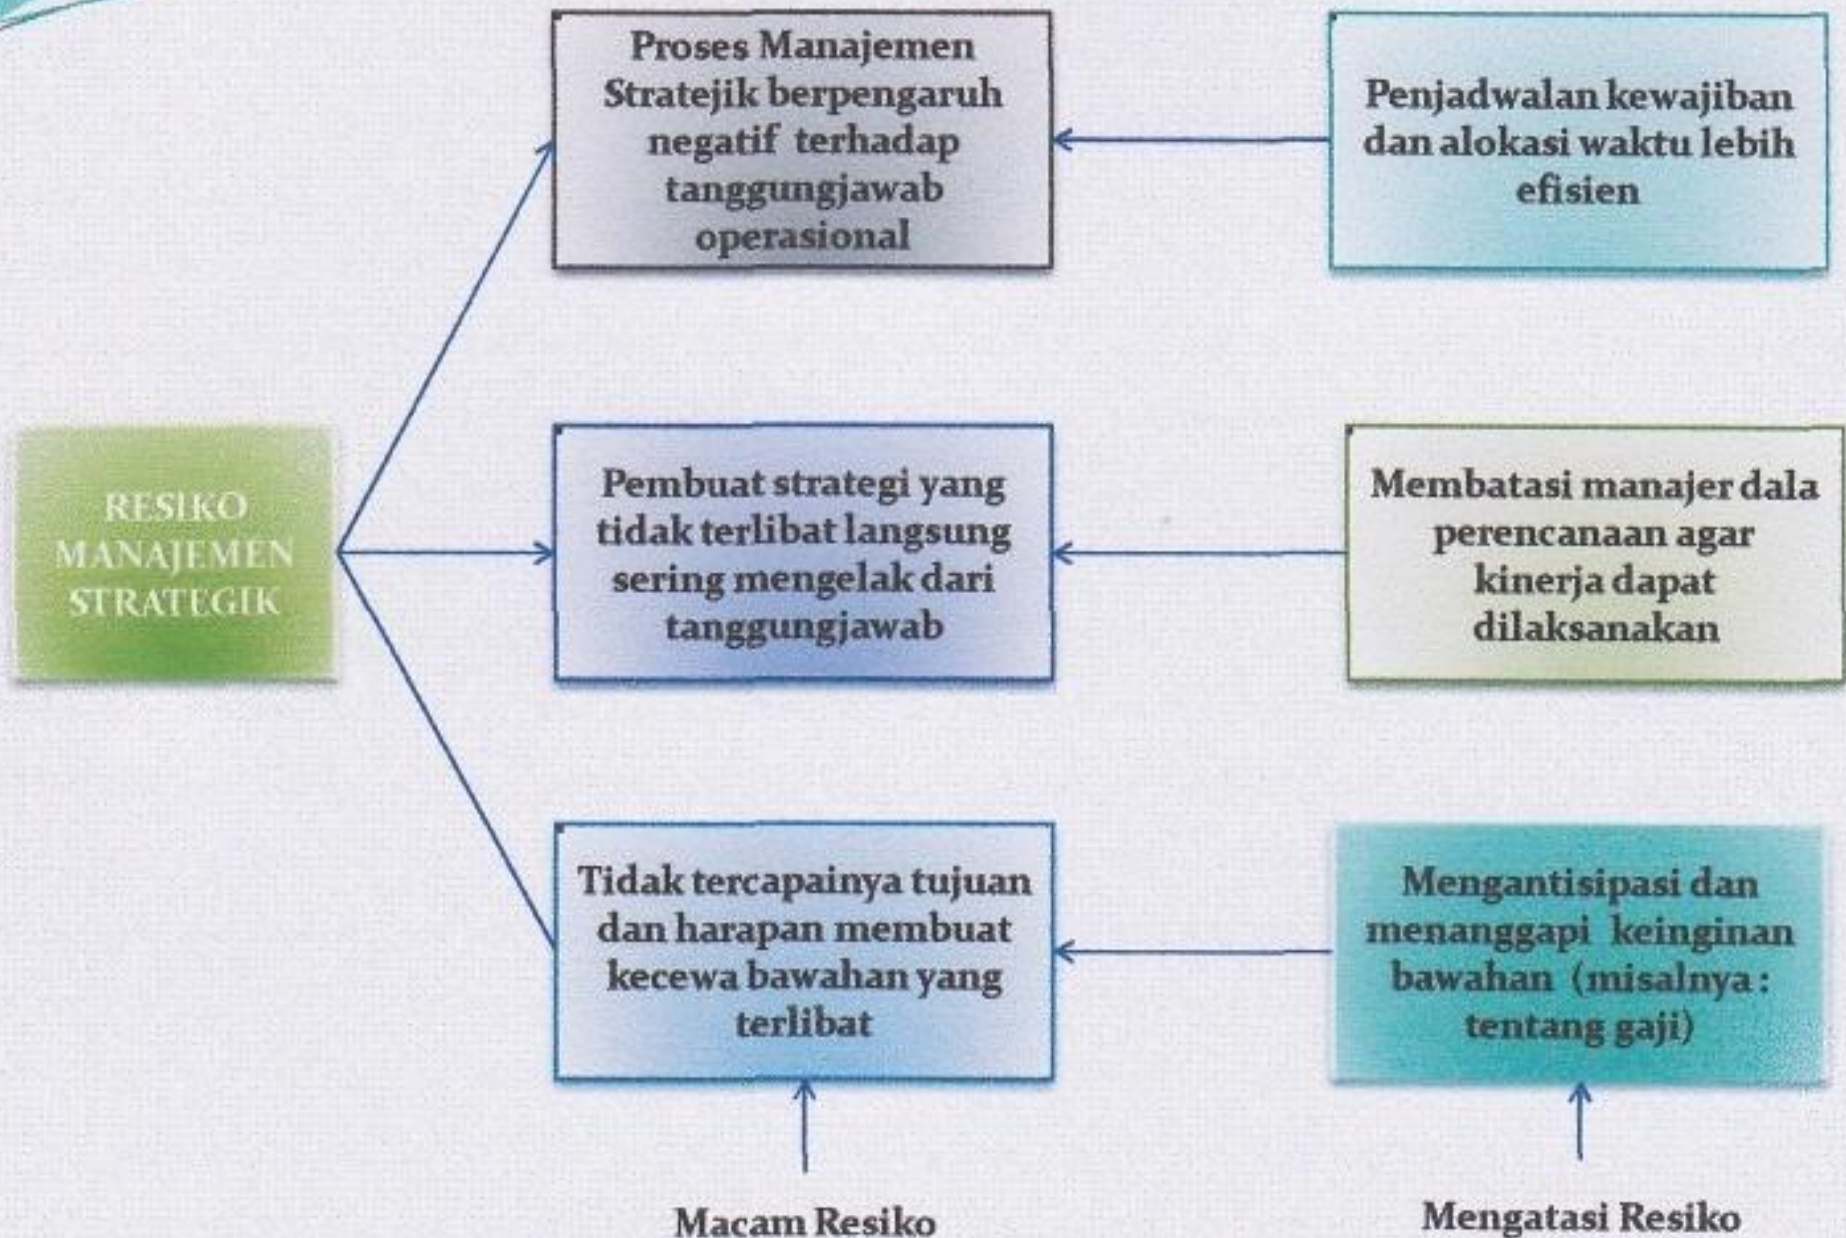 Proses Manajemen
Stratejik berpengaruh
negatif terhadap
tanggungjawab
operasional
Penjadwalan kewajiban
dan alokasi waktu lebih
efisien
RESIKO
MANAJEMEN
STRATEGIK
Pembuat strategi yang
tidak terlibat langsung
sering mengelak dari
tanggungjawab
Membatasi manajer dala
perencanaan agar
kinerja dapat
dilaksanakan
Tidak tercapainya tujuan
dan harapan membuat
kecewa bawahan yang
terlibat
Mengantisipasi dan
menanggapi keinginan
bawahan (misalnya :
tentang gaji)
Macam Resiko
Mengatasi Resiko